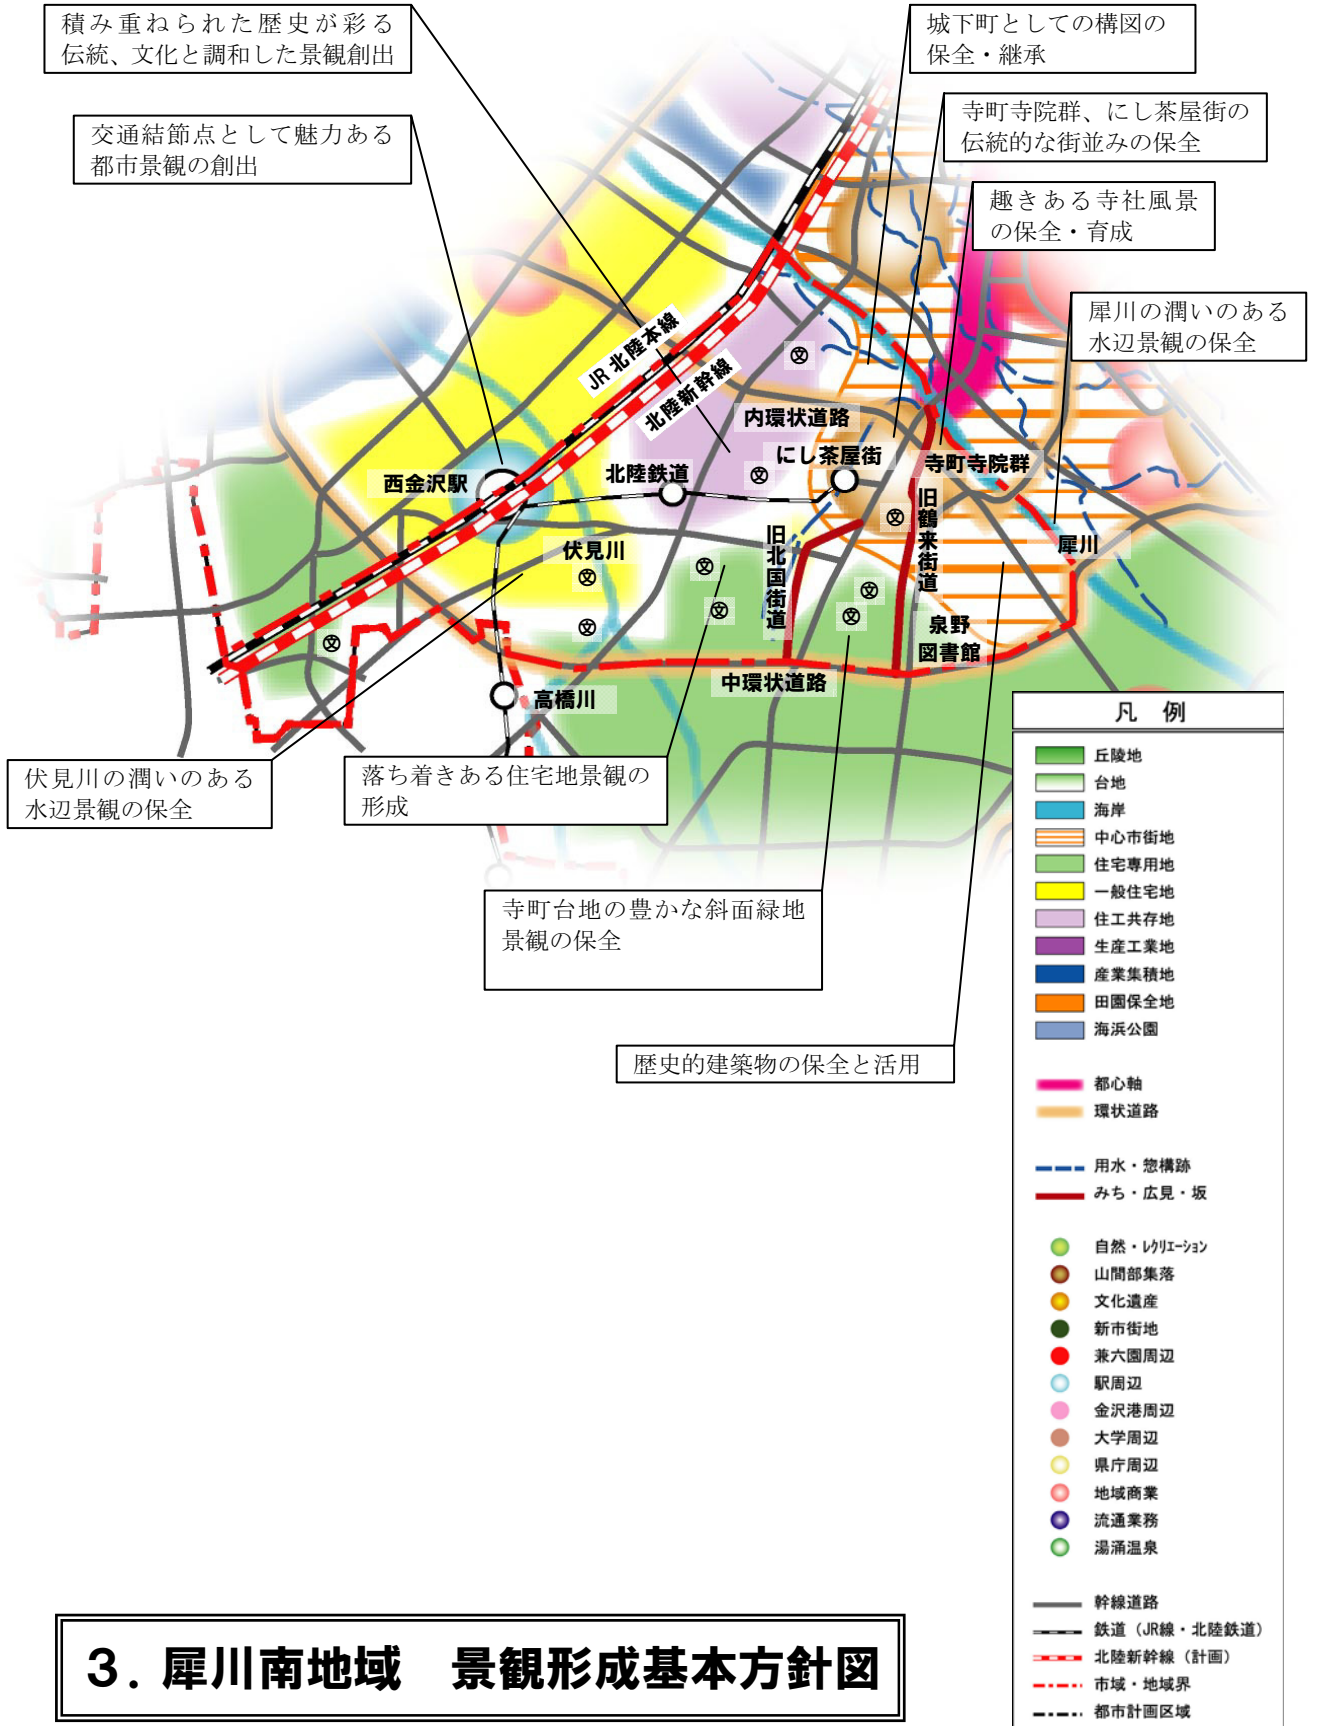 積み重ねられた歴史が彩る
伝統、文化と調和した景観創出
城下町としての構図の
保全・継承
交通結節点として魅力ある
都市景観の創出
寺町寺院群、にし茶屋街の
伝統的な街並みの保全
趣きある寺社風景
の保全・育成
犀川の潤いのある
水辺景観の保全
JR 北陸本線
北陸新幹線
文
内環状道路
にし茶屋街
寺町寺院群
西金沢駅
北陸鉄道
文
文
旧鶴来街道
旧北国街道
犀川
伏見川
文
文
文
文
文
文
文
泉野
図書館
中環状道路
高橋川
伏見川の潤いのある
水辺景観の保全
落ち着きある住宅地景観の
形成
寺町台地の豊かな斜面緑地
景観の保全
歴史的建築物の保全と活用
凡 例
丘陵地
台地
海岸
中心市街地
住宅専用地
一般住宅地
住工共存地
生産工業地
産業集積地
田園保全地
海浜公園
都心軸
環状道路
用水・惣構跡
みち・広見・坂
自然・ﾚｸﾘｴｰｼｮﾝ
山間部集落
文化遺産
新市街地
兼六園周辺
駅周辺
金沢港周辺
大学周辺
県庁周辺
地域商業
流通業務
湯涌温泉
幹線道路
鉄道（JR線・北陸鉄道）
北陸新幹線（計画）
市域・地域界
都市計画区域
３．犀川南地域　景観形成基本方針図